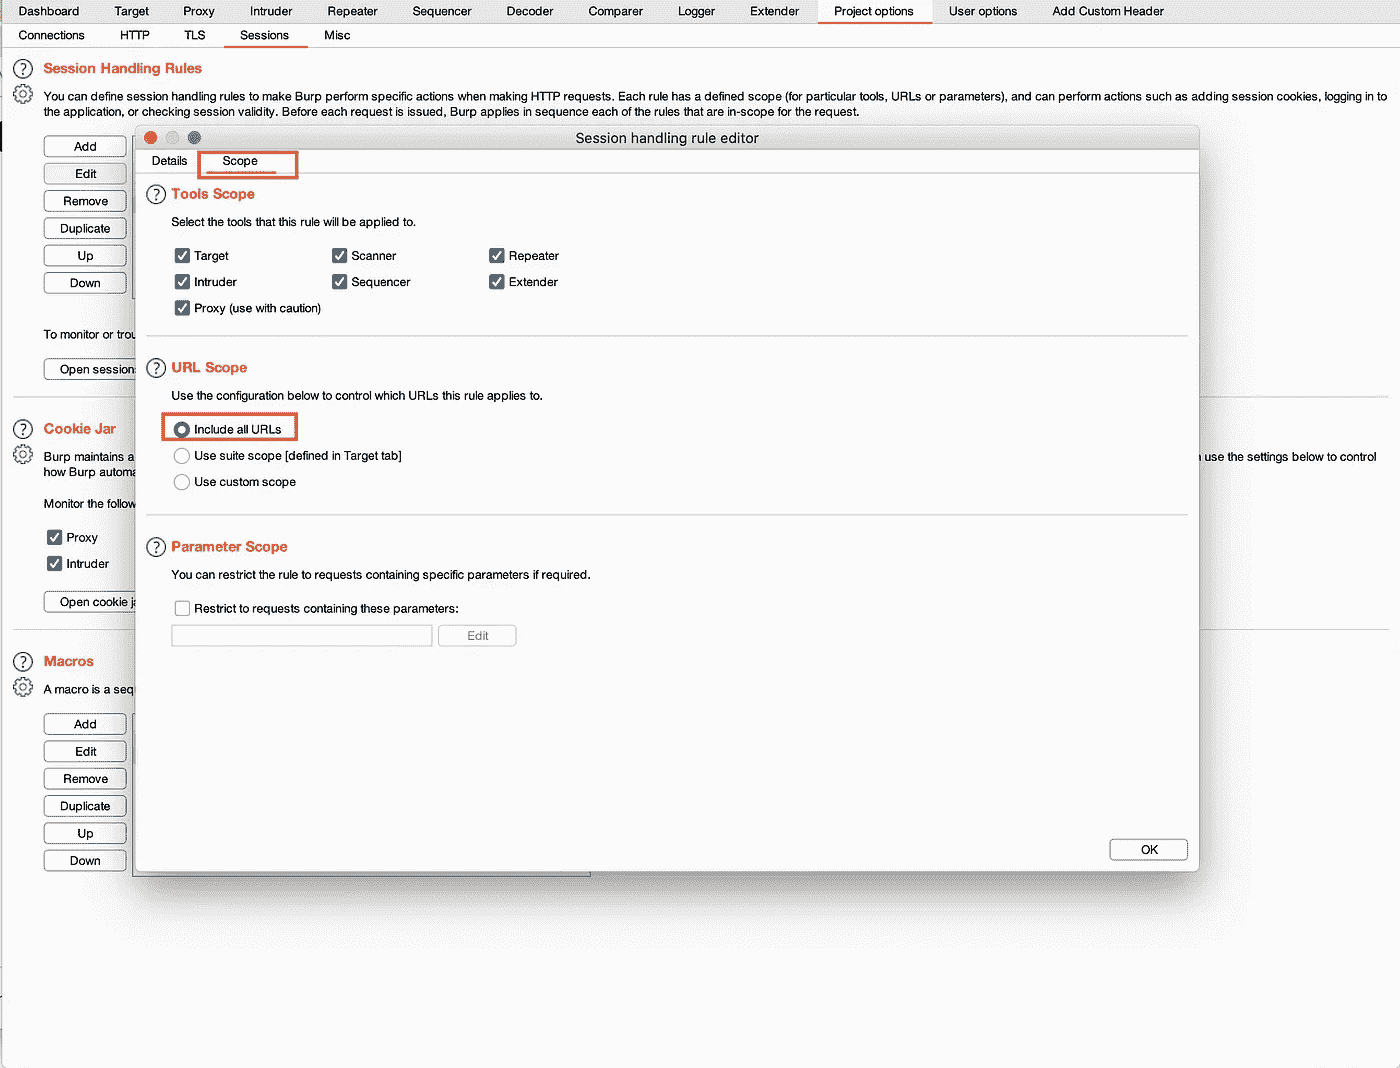 Dashboard Target Proxy Intruder Repeater Sequencer Decoder Comparer Logger Extender Project options User options Add Custom Header
Connections HTTP TLS Sessions Misc
? Session Handling Rules
You can define session handling rules to make Burp perform specific actions when making HTTP requests. Each rule has a defined scope (for particular tools, URLs or parameters), and can perform actions such as adding session cookies, logging in to
the application, or checking session validity. Before each request is issued, Burp applies in sequence each of the rules that are in-scope for the request.
Add
Edit
Remove
Duplicate
Up
Down
To monitor or trou
Open session
? Cookie Jar
Burp maintains a
use the settings below to control
how Burp automa
Monitor the follow
Proxy
Intruder
Open cookie ja
? Macros
A macro is a seq
Add
Edit
Remove
Duplicate
Up
Down
Session handling rule editor
Details Scope
? Tools Scope
Select the tools that this rule will be applied to.
Target Scanner Repeater
Intruder Sequencer Extender
Proxy (use with caution)
? URL Scope
Use the configuration below to control which URLs this rule applies to.
Include all URLs
Use suite scope [defined in Target tab]
Use custom scope
? Parameter Scope
You can restrict the rule to requests containing specific parameters if required.
Restrict to requests containing these parameters:
Edit
OK